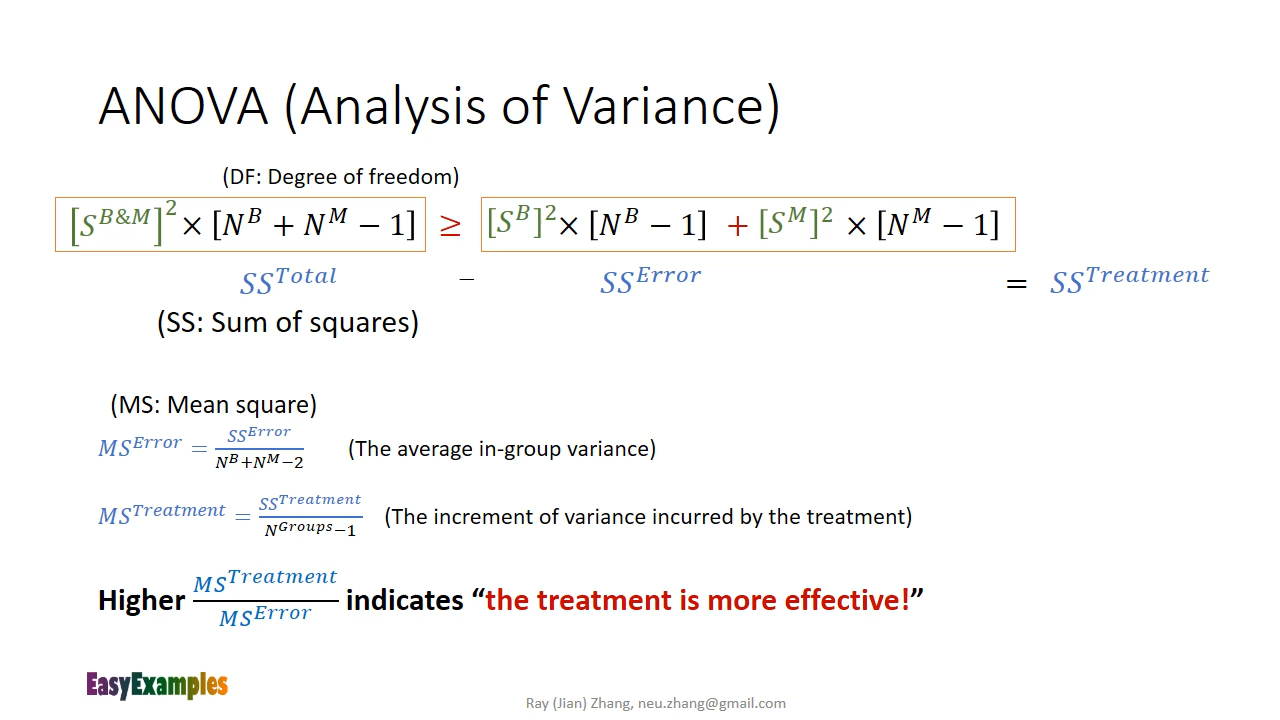 ANOVA (Analysis of Variance)
(DF: Degree of freedom)
[S^{B&M}]^2 × [N^B + N^M − 1] ≥ [S^B]^2 × [N^B − 1] + [S^M]^2 × [N^M − 1]
SS^{Total} − SS^{Error} = SS^{Treatment}
(SS: Sum of squares)
(MS: Mean square)
MS^{Error} = \frac{SS^{Error}}{N^B+N^M−2} (The average in-group variance)
MS^{Treatment} = \frac{SS^{Treatment}}{N^{Groups}−1} (The increment of variance incurred by the treatment)
Higher \frac{MS^{Treatment}}{MS^{Error}} indicates “the treatment is more effective!”
EasyExamples
Ray (Jian) Zhang, neu.zhang@gmail.com